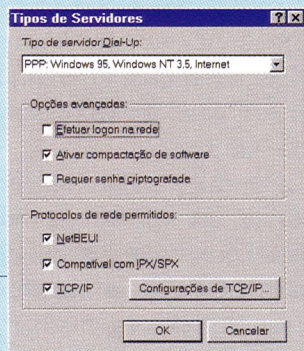 Tipos de Servidores
Tipo de servidor Dial-Up:
PPP: Windows 95, Windows NT 3.5, Internet
Opções avançadas:
Efetuar logon na rede
Ativar compactação de software
Requer senha criptografada
Protocolos de rede permitidos:
NetBEUI
Compatível com IPX/SPX
TCP/IP
Configurações de TCP/IP...
OK
Cancelar